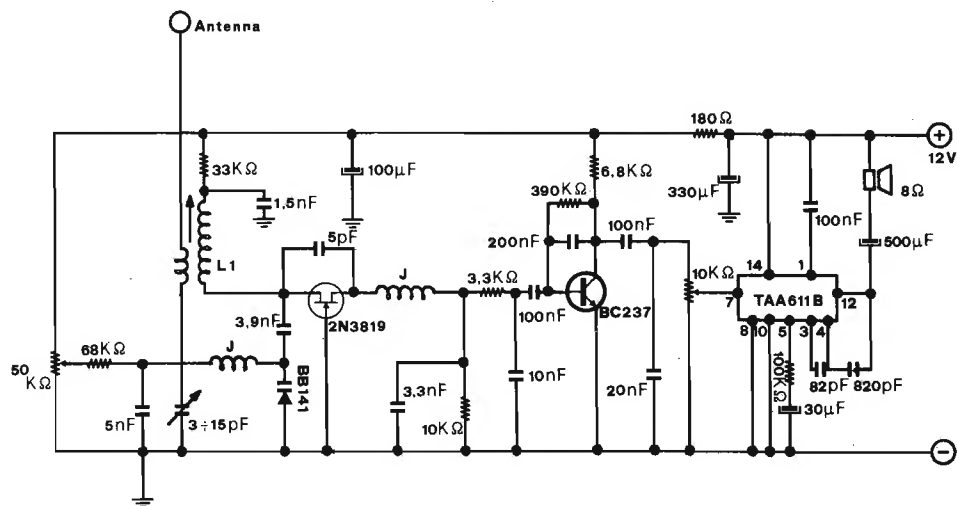 Antenna
180Ω
12V
33KΩ
100µF
6,8KΩ
330µF
8Ω
1,5nF
390KΩ
100nF
5pF
200nF
100nF
500µF
L1
J
3,3KΩ
10KΩ
14
1
7
TAA611B
12
2N3819
100nF
BC237
8
10
5
3
4
3,9nF
68KΩ
J
50
KΩ
BB141
3,3nF
10nF
20nF
100KΩ
82pF
820pF
5nF
3÷15pF
10KΩ
30µF